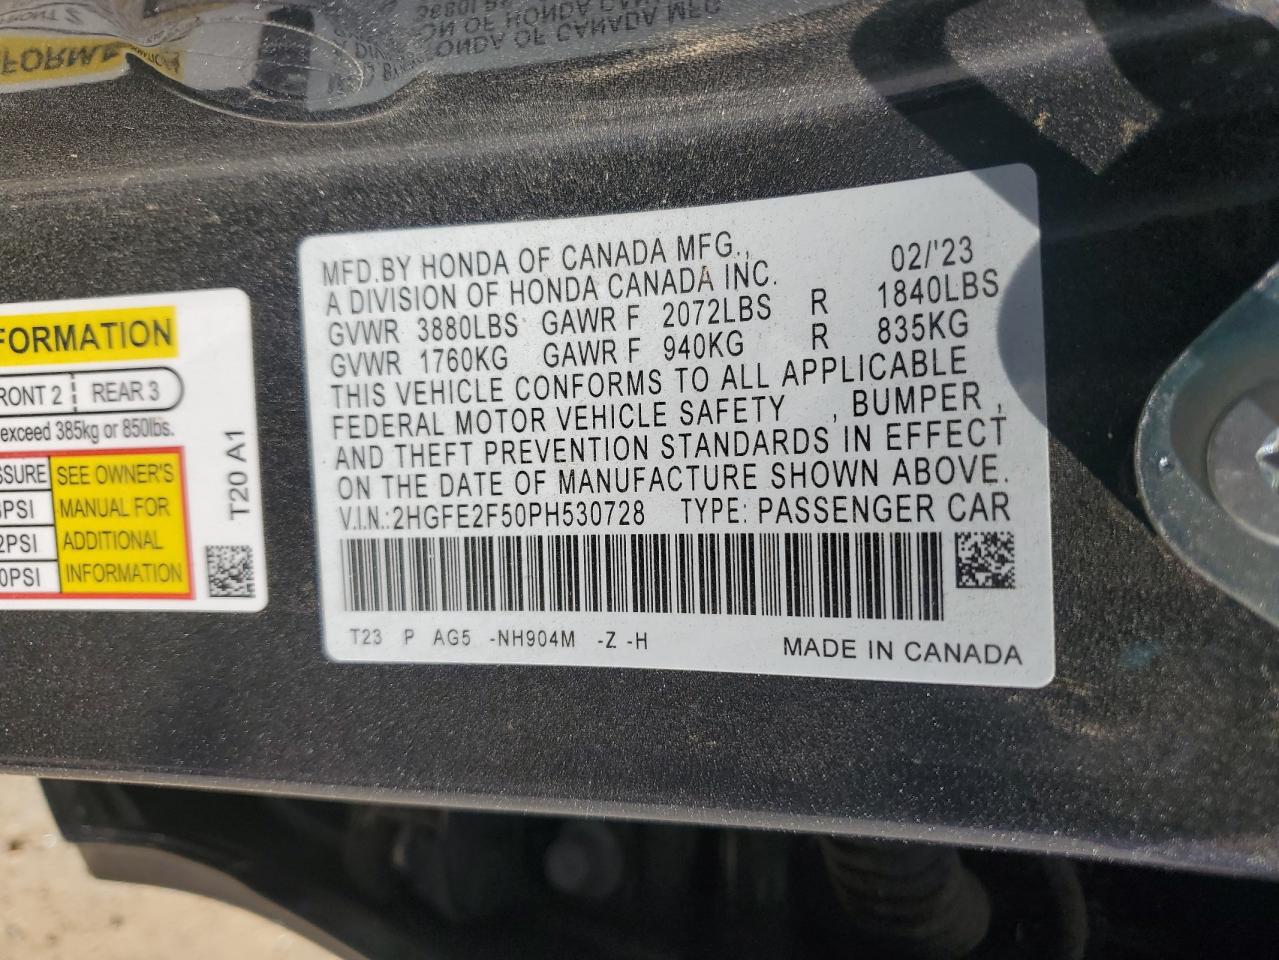 FORMATION
RONT 2 REAR 3
exceed 385kg or 850lbs.
SSURE
PSI
2PSI
0PSI
SEE OWNER'S
MANUAL FOR
ADDITIONAL
INFORMATION
T20 A1
MFD.BY HONDA OF CANADA MFG., 02/'23
A DIVISION OF HONDA CANADA INC.
GVWR 3880LBS GAWR F 2072LBS R 1840LBS
GVWR 1760KG GAWR F 940KG R 835KG
THIS VEHICLE CONFORMS TO ALL APPLICABLE
FEDERAL MOTOR VEHICLE SAFETY , BUMPER ,
AND THEFT PREVENTION STANDARDS IN EFFECT
ON THE DATE OF MANUFACTURE SHOWN ABOVE.
V.I.N.: 2HGFE2F50PH530728 TYPE: PASSENGER CAR
T23 P AG5 -NH904M -Z -H MADE IN CANADA